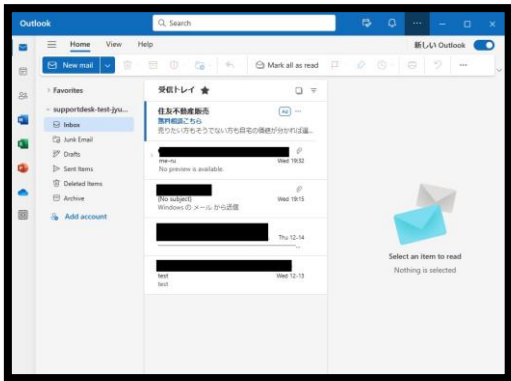 Outlook
Search
Home View Help
新しい Outlook
New mail
Mark all as read
Favorites
supportdesk-test-jyu...
Inbox
Junk Email
Drafts
Sent Items
Deleted Items
Archive
Add account
受信トレイ
住友不動産販売
Ad
無料相談こちら
売りたい方もそうでない方も自宅の価値が分かれば還...
me-ru Wed 19:32
No preview is available.
(No subject) Wed 19:15
Windows の メール から送信
Thu 12-14
test Wed 12-13
test
Select an item to read
Nothing is selected